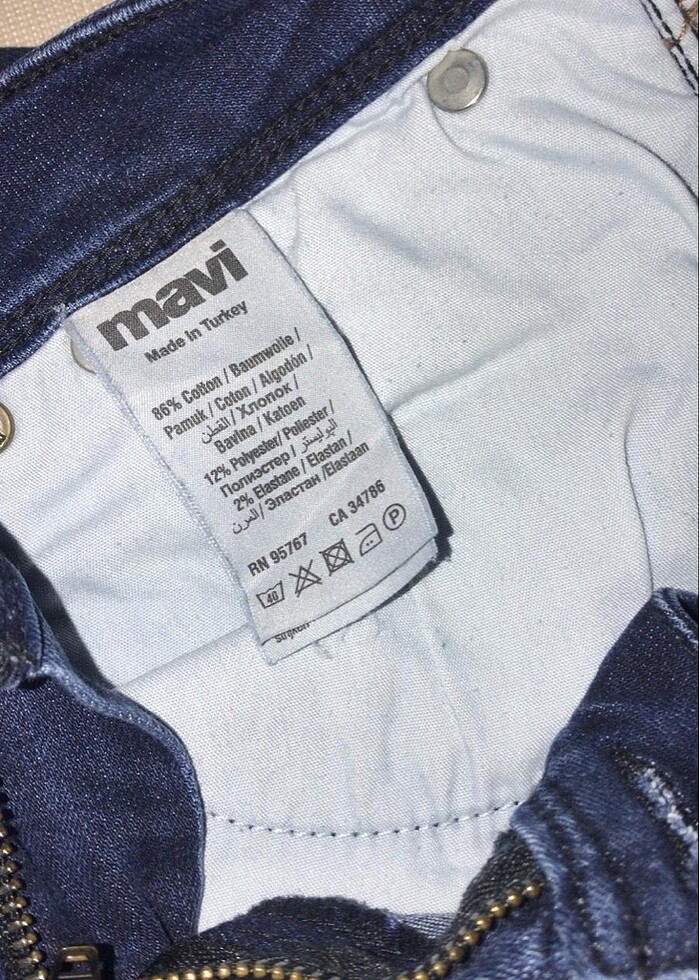 mavi
Made in Turkey
86% Cotton / Baumwolle /
Pamuk / Coton / Algodón /
القطن / Хлопок /
Bavlna / Katoen
12% Polyester/ Poliester /
Полиэстер / البوليستر
2% Elastane / Elastan /
المرن / Эластан /Elastaan
RN 95767 CA 34786
40 P